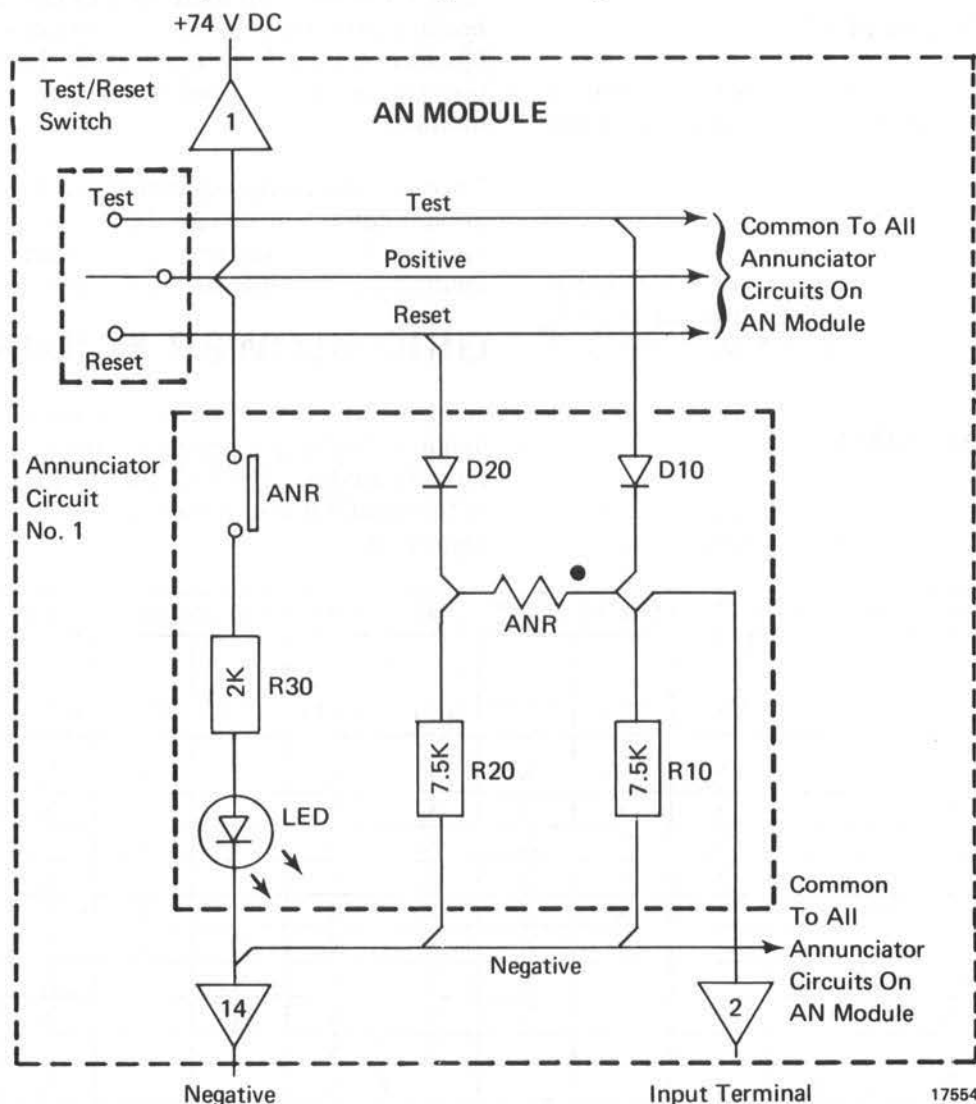 +74 V DC
Test/Reset
Switch
AN MODULE
1
Test
Test
Positive
Reset
Reset
Common To All
Annunciator
Circuits On
AN Module
Annunciator
Circuit
No. 1
ANR
D20
D10
ANR
2K
R30
7.5K
R20
7.5K
R10
LED
Common
To All
Annunciator
Circuits On
AN Module
Negative
14
2
Negative
Input Terminal
17554